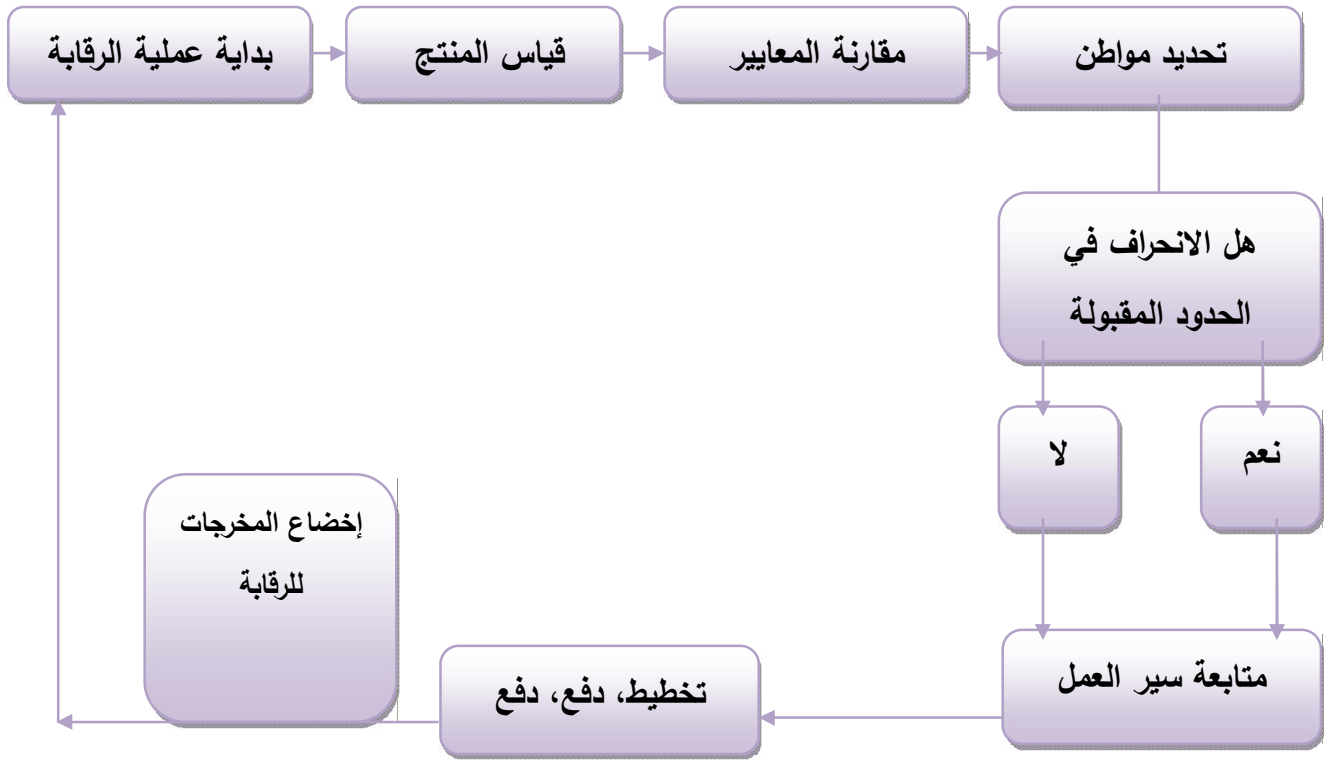 بداية عملية الرقابة
قياس المنتج
مقارنة المعايير
تحديد مواطن
هل الانحراف في
الحدود المقبولة
لا
نعم
إخضاع المخرجات
للرقابة
تخطيط، دفع، دفع
متابعة سير العمل